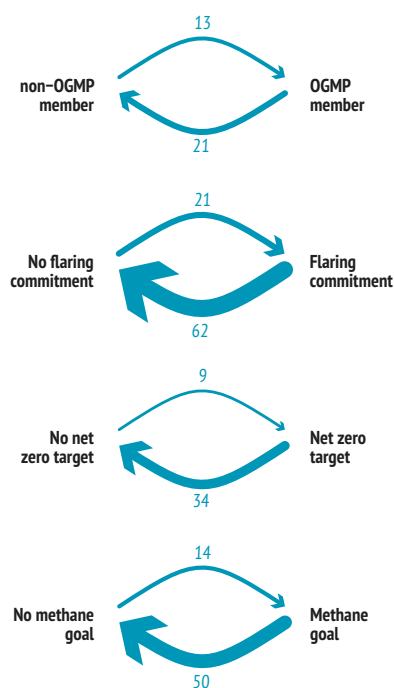 13
non–OGMP
member
OGMP
member
21
21
No flaring
commitment
Flaring
commitment
62
9
No net
zero target
Net zero
target
34
14
No methane
goal
Methane
goal
50